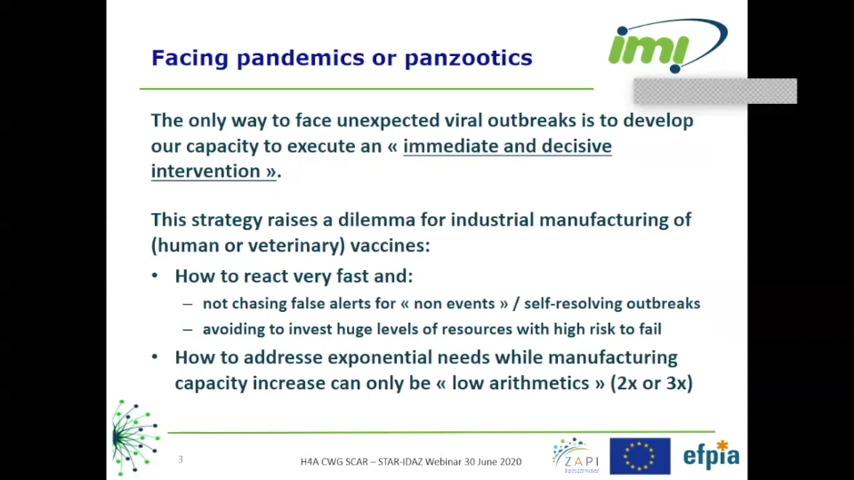 Facing pandemics or panzootics
imi
The only way to face unexpected viral outbreaks is to develop
our capacity to execute an « immediate and decisive
intervention ».
This strategy raises a dilemma for industrial manufacturing of
(human or veterinary) vaccines:
• How to react very fast and:
– not chasing false alerts for « non events » / self-resolving outbreaks
– avoiding to invest huge levels of resources with high risk to fail
• How to addresse exponential needs while manufacturing
capacity increase can only be « low arithmetics » (2x or 3x)
3
H4A CWG SCAR – STAR-IDAZ Webinar 30 June 2020
ZAPI
efpia